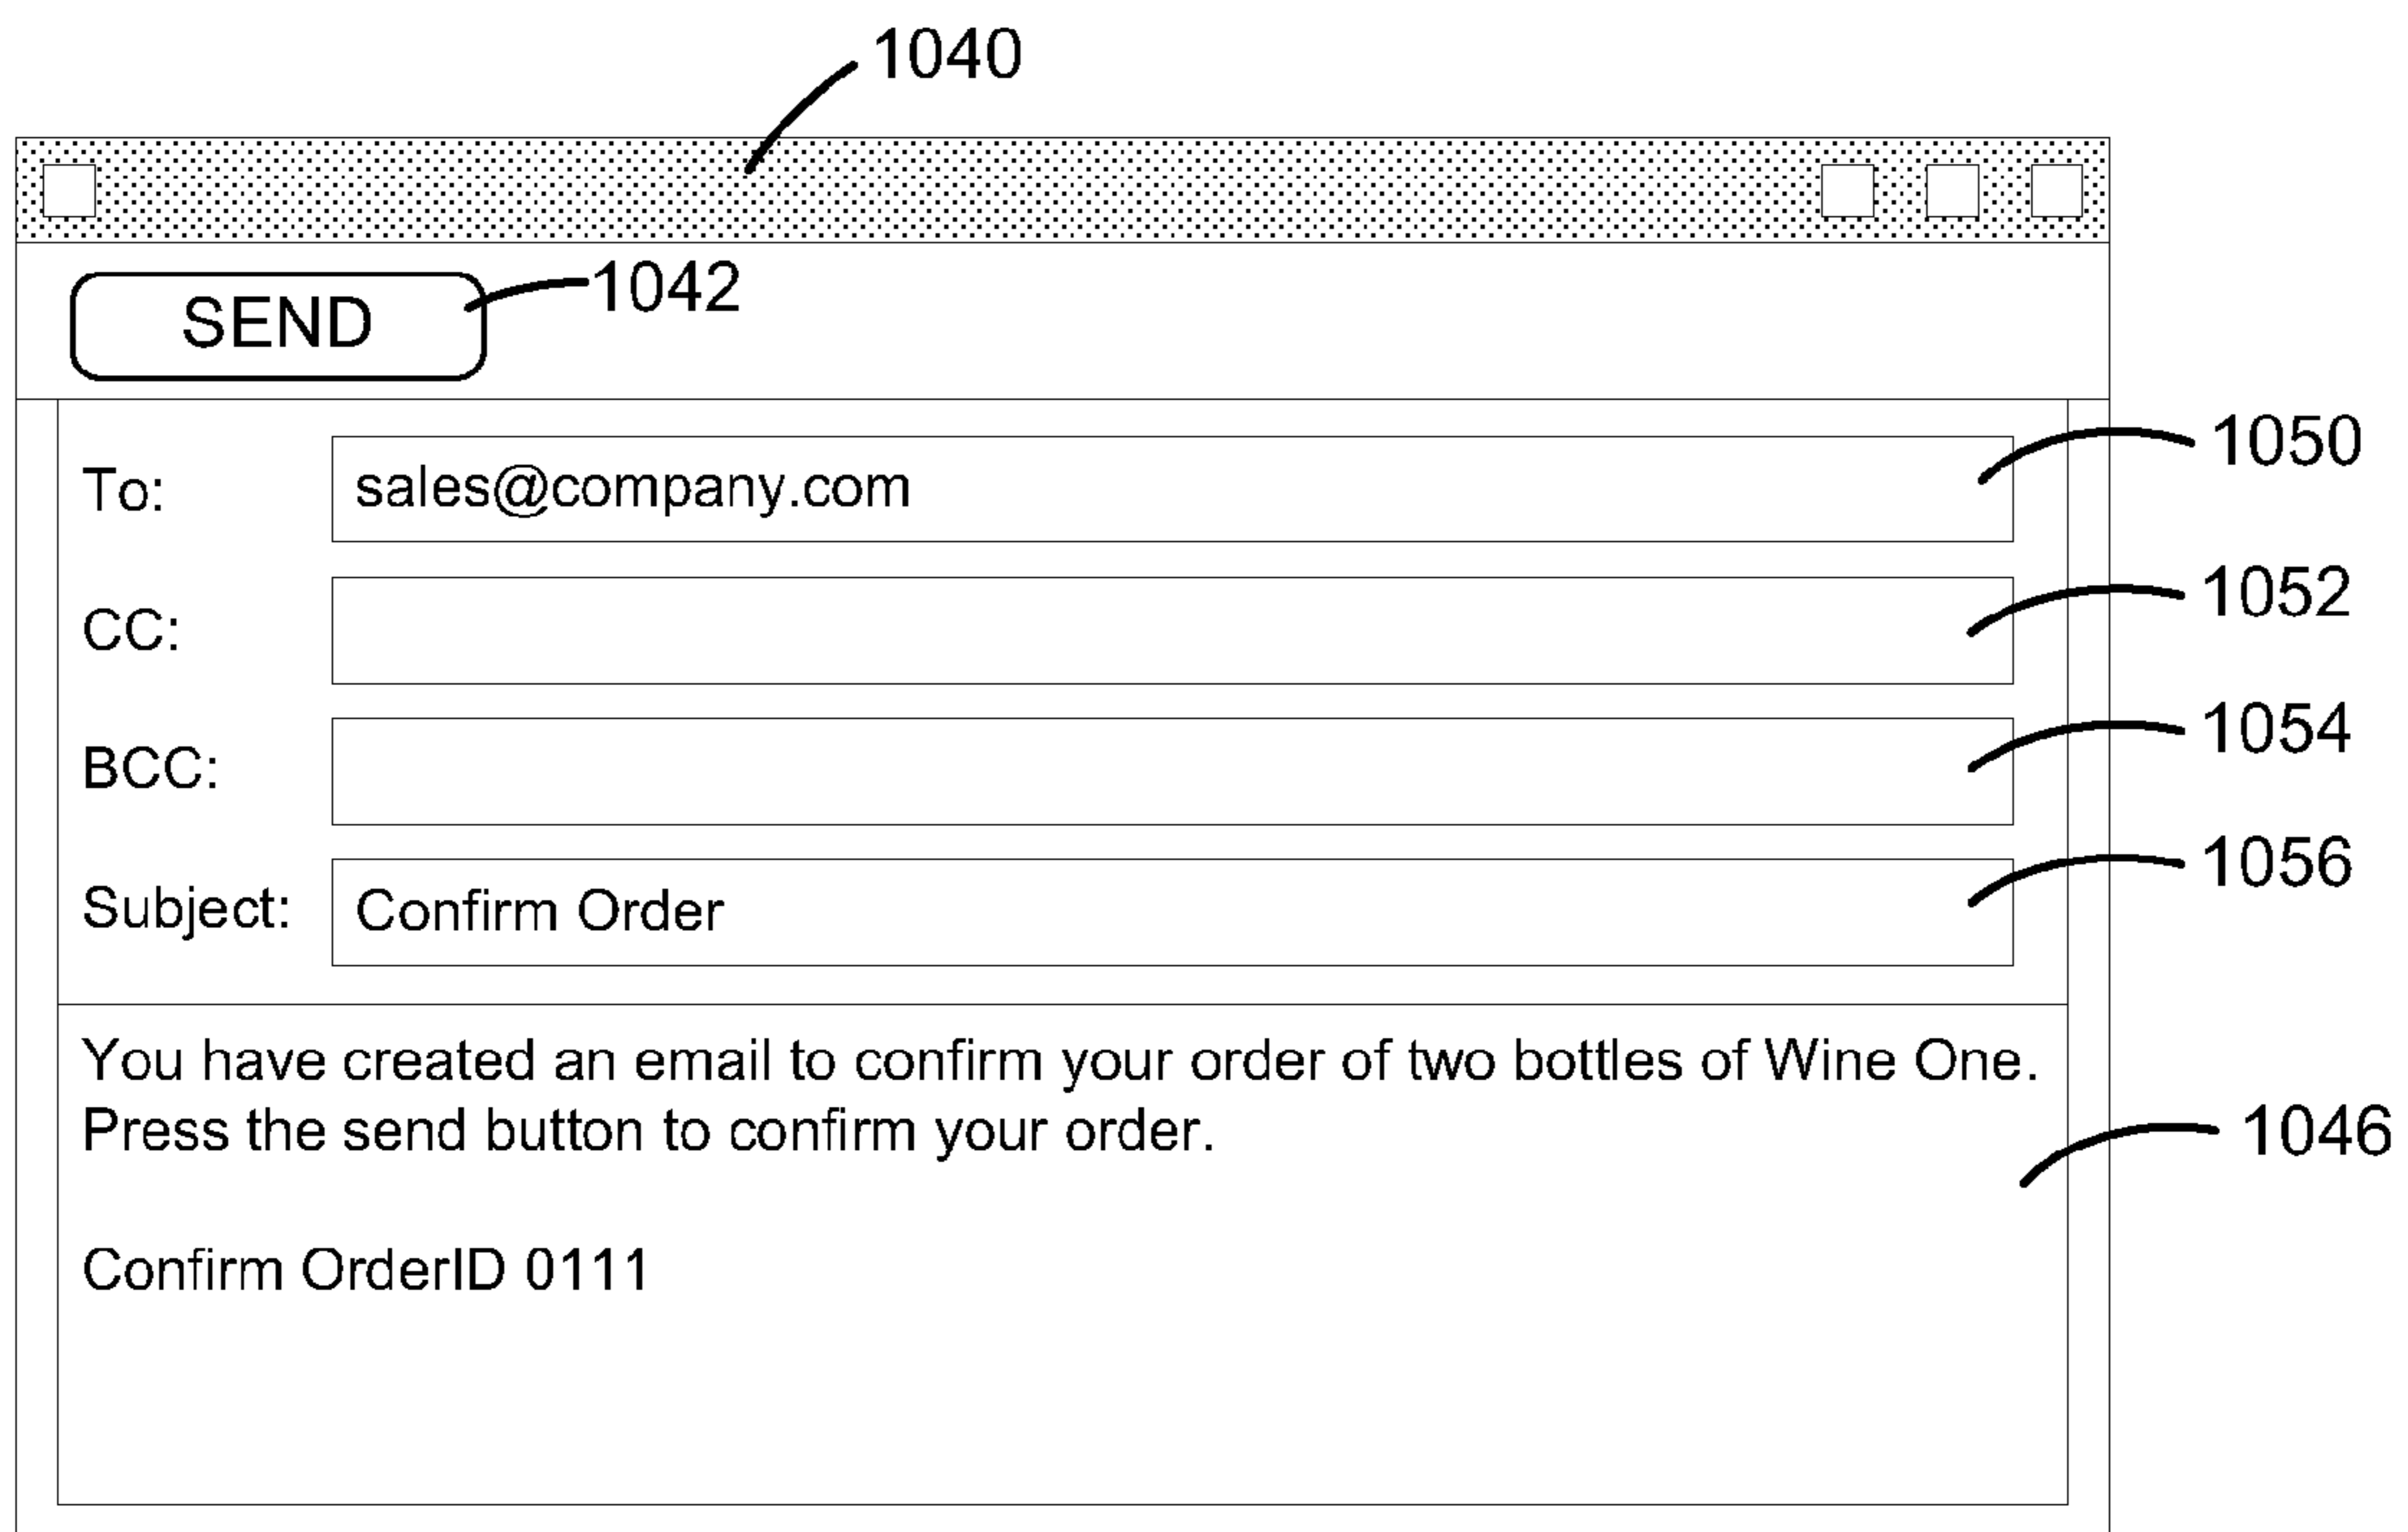 1040
SEND
1042
To: sales@company.com
1050
CC:
1052
BCC:
1054
Subject: Confirm Order
1056
You have created an email to confirm your order of two bottles of Wine One.
Press the send button to confirm your order.
1046
Confirm OrderID 0111